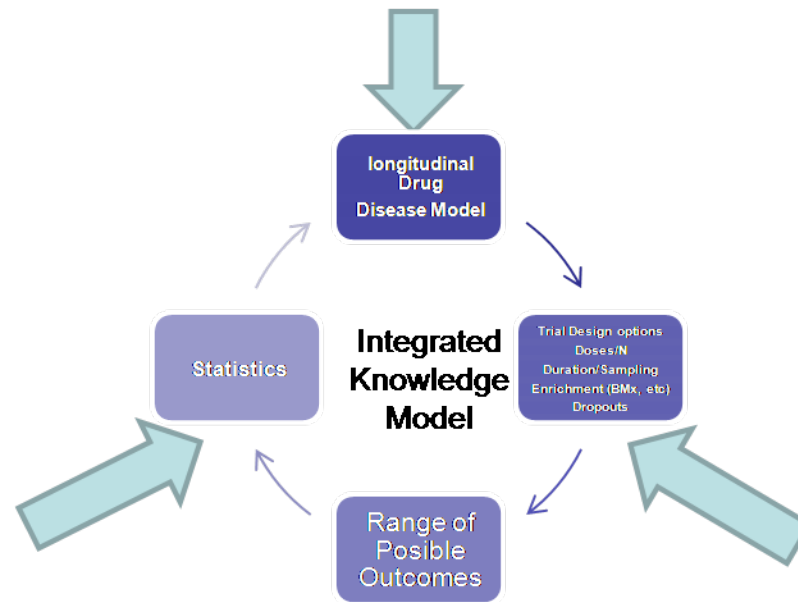 longitudinal
Drug
Disease Model
Trial Design options
Doses/N
Duration/Sampling
Enrichment (BMx, etc)
Dropouts
Statistics
Integrated
Knowledge
Model
Range of
Posible
Outcomes